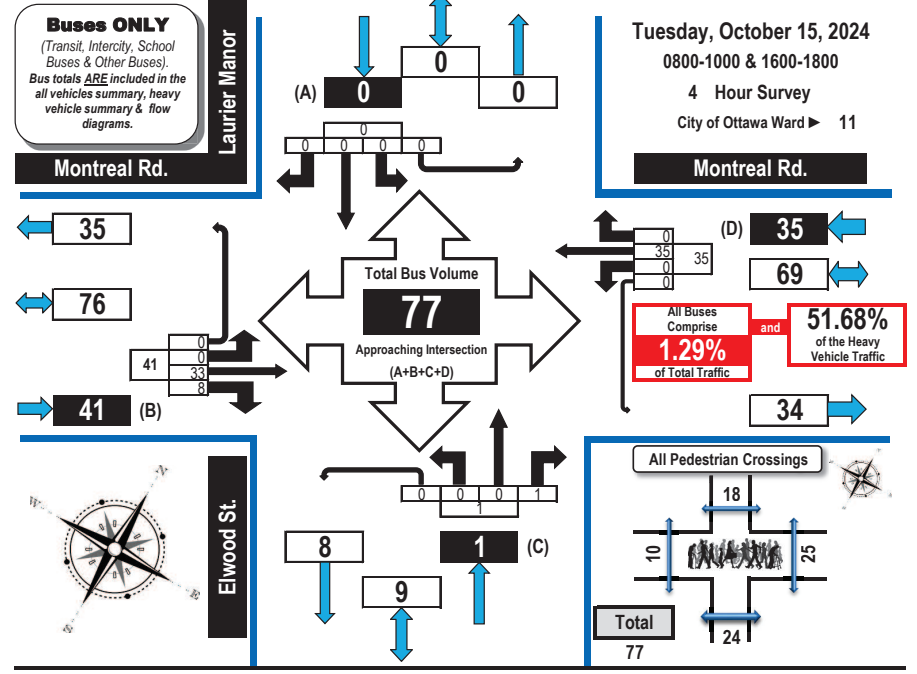 Buses ONLY
(Transit, Intercity, School
Buses & Other Buses).
Bus totals ARE included in the
all vehicles summary, heavy
vehicle summary & flow
diagrams.
Laurier Manor
Montreal Rd.
Tuesday, October 15, 2024
0800-1000 & 1600-1800
4 Hour Survey
City of Ottawa Ward ► 11
Montreal Rd.
0
(A) 0
0
0
0 0 0 0
35
76
41
0
0
33
8
41 (B)
Total Bus Volume
77
Approaching Intersection
(A+B+C+D)
(D) 35
0
35
0
0
35
69
All Buses
Comprise
1.29%
of Total Traffic
and
51.68%
of the Heavy
Vehicle Traffic
34
Elwood St.
N
E
S
W
0 0 0 1
1
8
1 (C)
9
All Pedestrian Crossings
18
10
25
24
Total
77